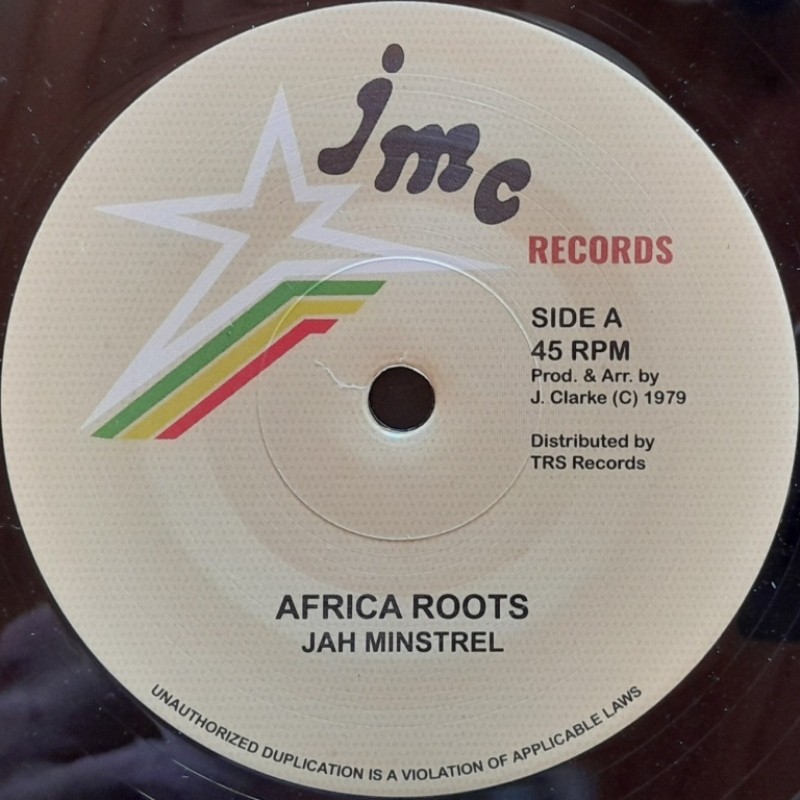 jmc
RECORDS
SIDE A
45 RPM
Prod. & Arr. by
J. Clarke (C) 1979
Distributed by
TRS Records
AFRICA ROOTS
JAH MINSTREL
UNAUTHORIZED DUPLICATION IS A VIOLATION OF APPLICABLE LAWS